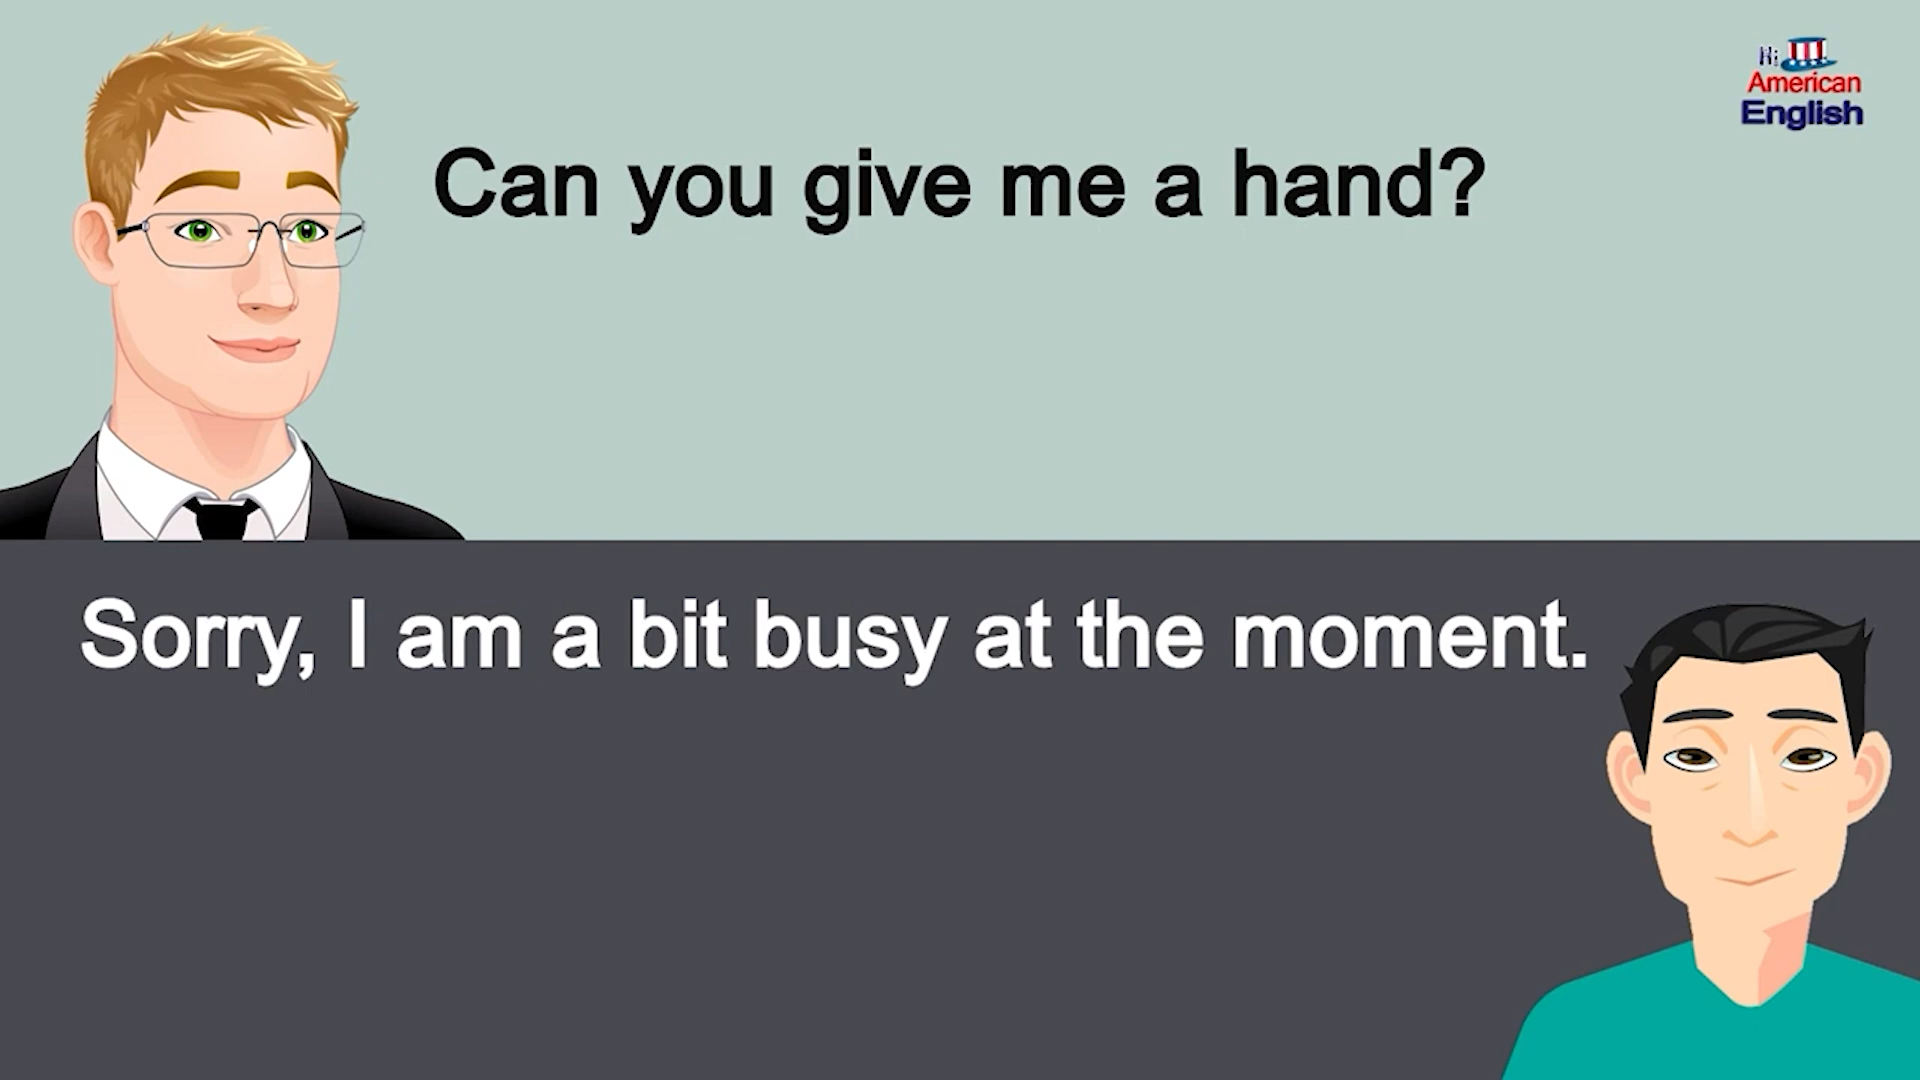 Hi
American
English
Can you give me a hand?
Sorry, I am a bit busy at the moment.